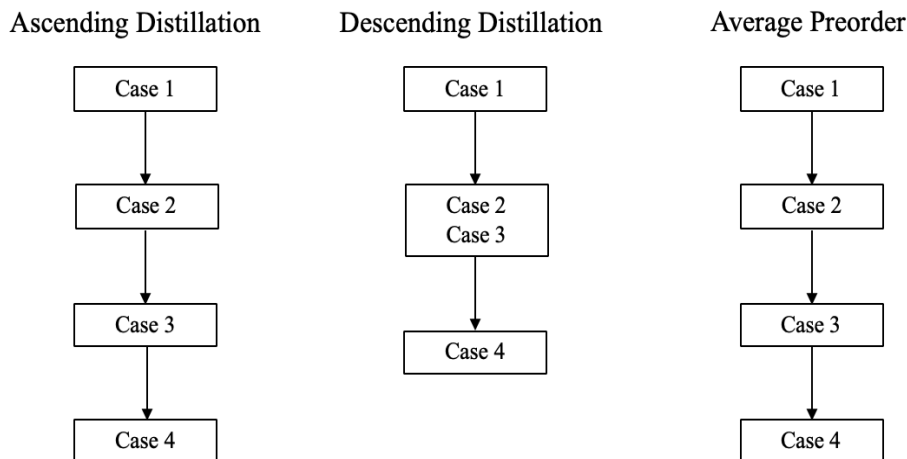 Ascending Distillation
Case 1
Case 2
Case 3
Case 4
Descending Distillation
Case 1
Case 2
Case 3
Case 4
Average Preorder
Case 1
Case 2
Case 3
Case 4